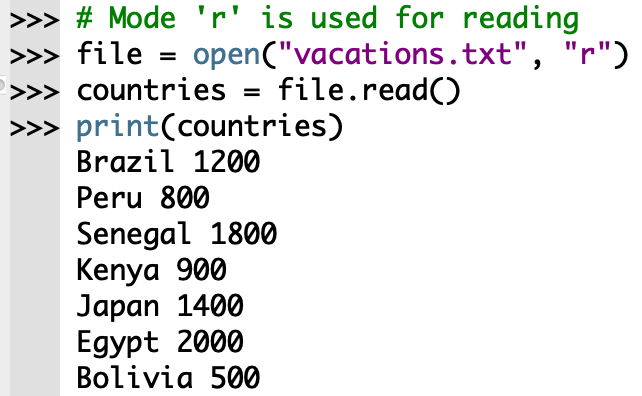 >>> # Mode 'r' is used for reading
>>> file = open("vacations.txt", "r")
>>> countries = file.read()
>>> print(countries)
Brazil 1200
Peru 800
Senegal 1800
Kenya 900
Japan 1400
Egypt 2000
Bolivia 500